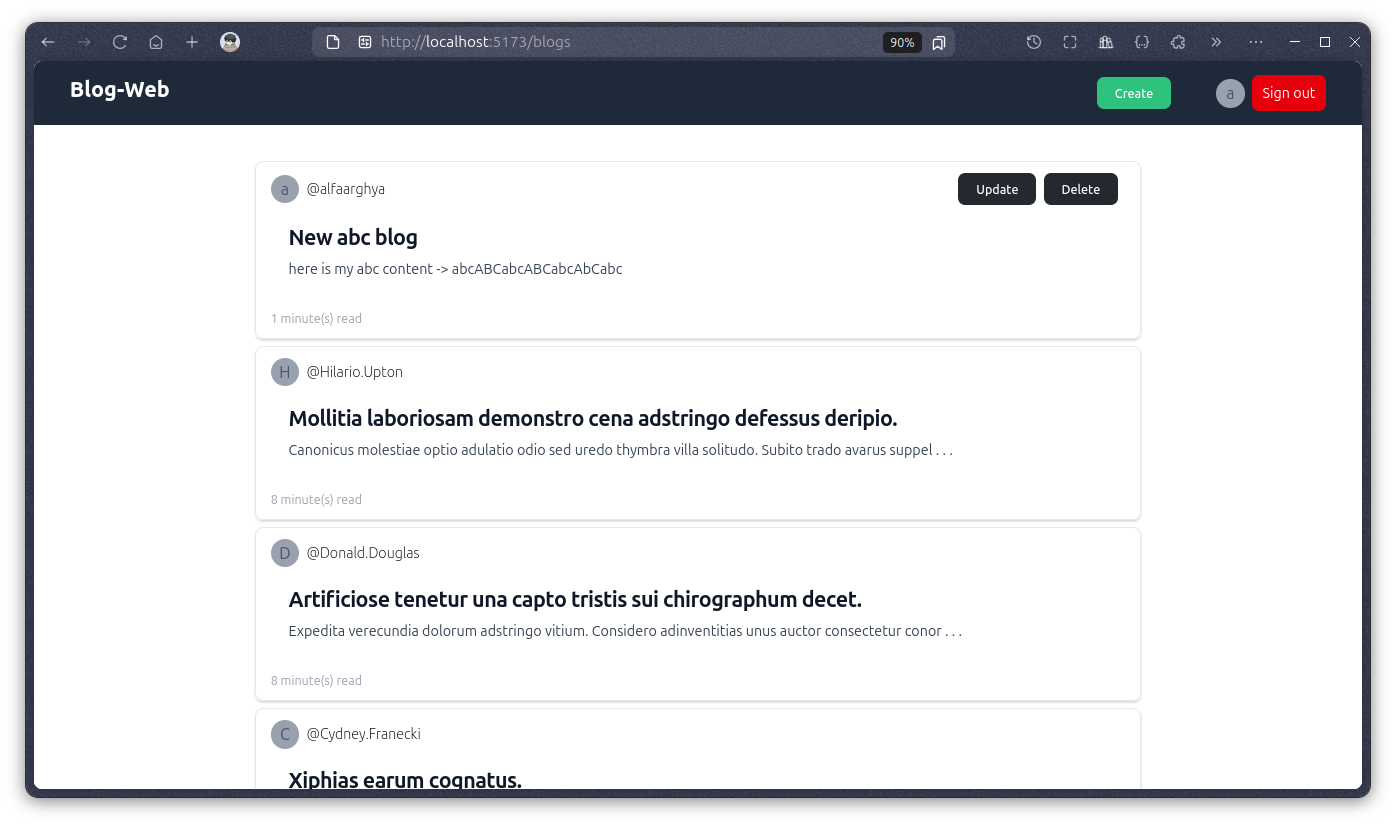 http://localhost:5173/blogs
90%
Blog-Web
Create
a
Sign out
a
@alfaarghya
Update
Delete
New abc blog
here is my abc content -> abcABCabcABCabcAbCabc
1 minute(s) read
H
@Hilario.Upton
Mollitia laboriosam demonstro cena adstringo defessus deripio.
Canonicus molestiae optio adulatio odio sed uredo thymbra villa solitudo. Subito trado avarus suppel . . .
8 minute(s) read
D
@Donald.Douglas
Artificiose tenetur una capto tristis sui chirographum decet.
Expedita verecundia dolorum adstringo vitium. Considero adinventitias unus auctor consectetur conor . . .
8 minute(s) read
C
@Cydney.Franecki
Xiphias earum cognatus.